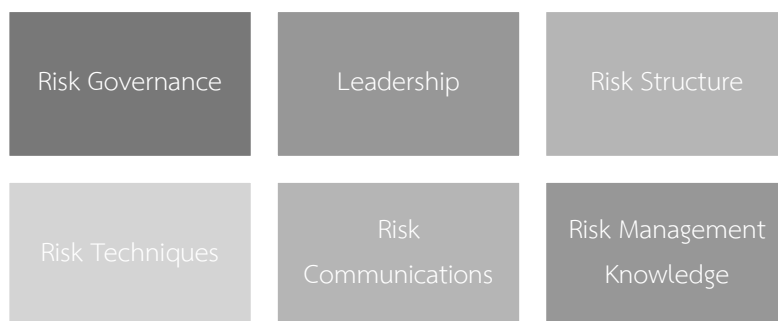 Risk Governance
Leadership
Risk Structure
Risk Techniques
Risk
Communications
Risk Management
Knowledge